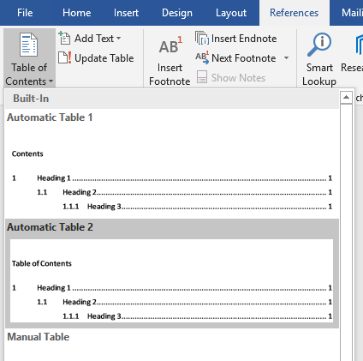 File Home Insert Design Layout References Maili
Table of Contents
Add Text
Update Table
AB1
Insert Footnote
Insert Endnote
AB1 Next Footnote
Show Notes
Smart Lookup
Rese
Built-In
Automatic Table 1
Contents
1 Heading 1 ........ 1
1.1 Heading 2........ 1
1.1.1 Heading 3........ 1
Automatic Table 2
Table of Contents
1 Heading 1 ........ 1
1.1 Heading 2........ 1
1.1.1 Heading 3........ 1
Manual Table